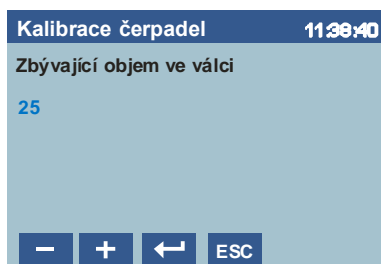 Kalibrace čerpadel 11:38:40
Zbývající objem ve válci
25
− + ↵ ESC